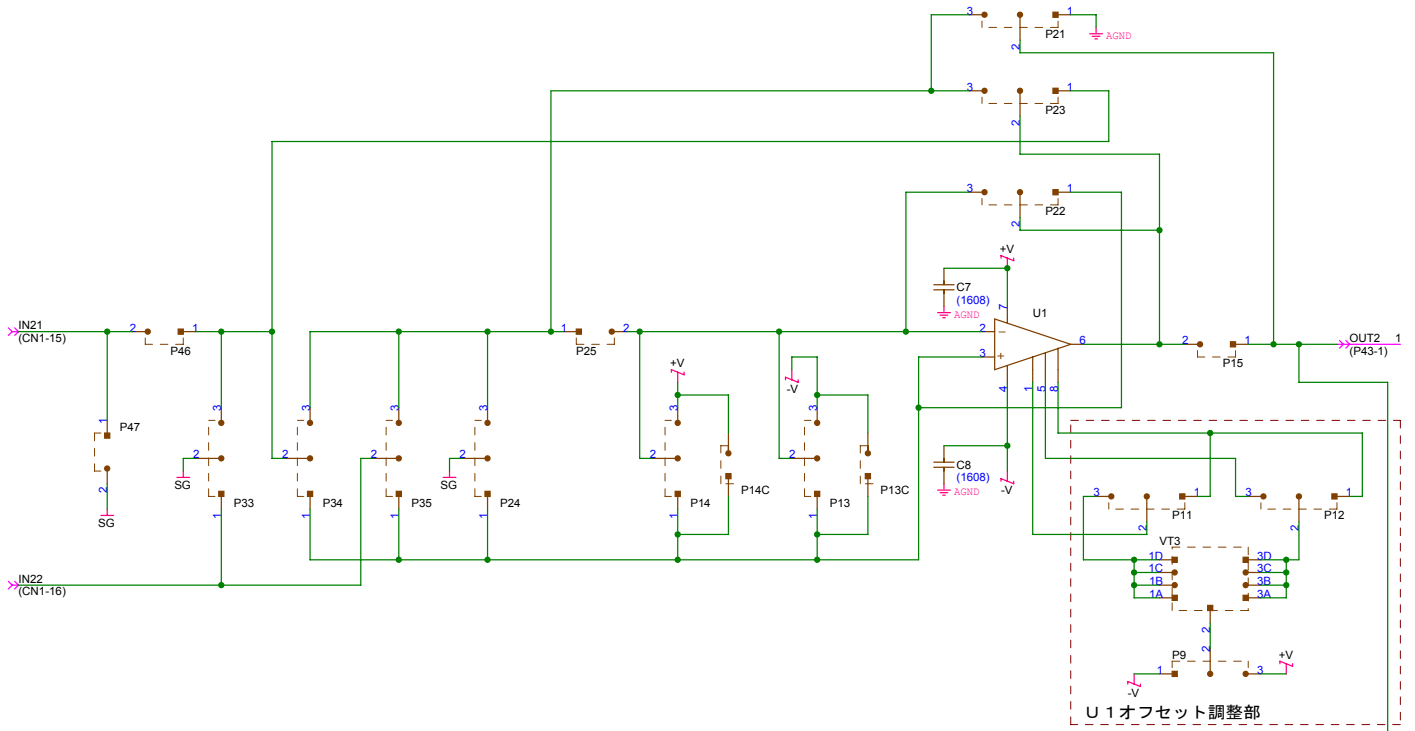 3 1
P21
AGND
2
3 1
P23
2
3 1
P22
2
+V
C7
(1608)
AGND
7
U1
IN21
(CN1-15)
2 1
P46
1 2
P25
2
−
3
+
6
2 1
P15
OUT2 1
(P43-1)
4
1
5
8
+V
-V
1
P47
2
SG
3
2
SG
P33
1
3
2
P34
1
3
2
P35
1
3
2
SG
P24
1
3
2
P14
1
P14C
3
2
P13
1
P13C
C8
(1608)
AGND
-V
IN22
(CN1-16)
3 1
P11
2
3 1
P12
2
VT3
1D 3D
1C 3C
1B 3B
1A 3A
2
2
P9
1 3
+V
-V
U1オフセット調整部